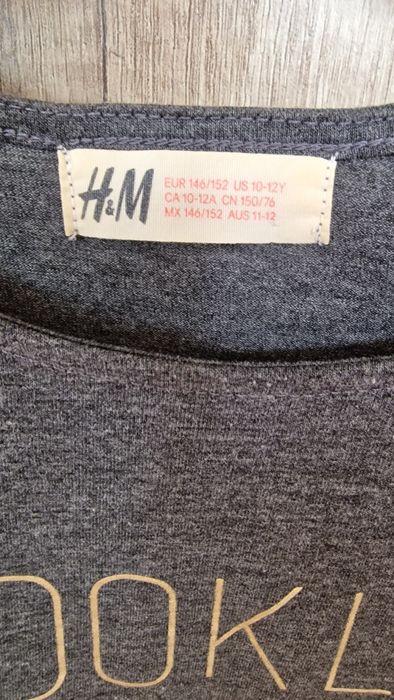 H&M
EUR 146/152 US 10-12Y
CA 10-12A CN 150/76
MX 146/152 AUS 11-12
OOKL